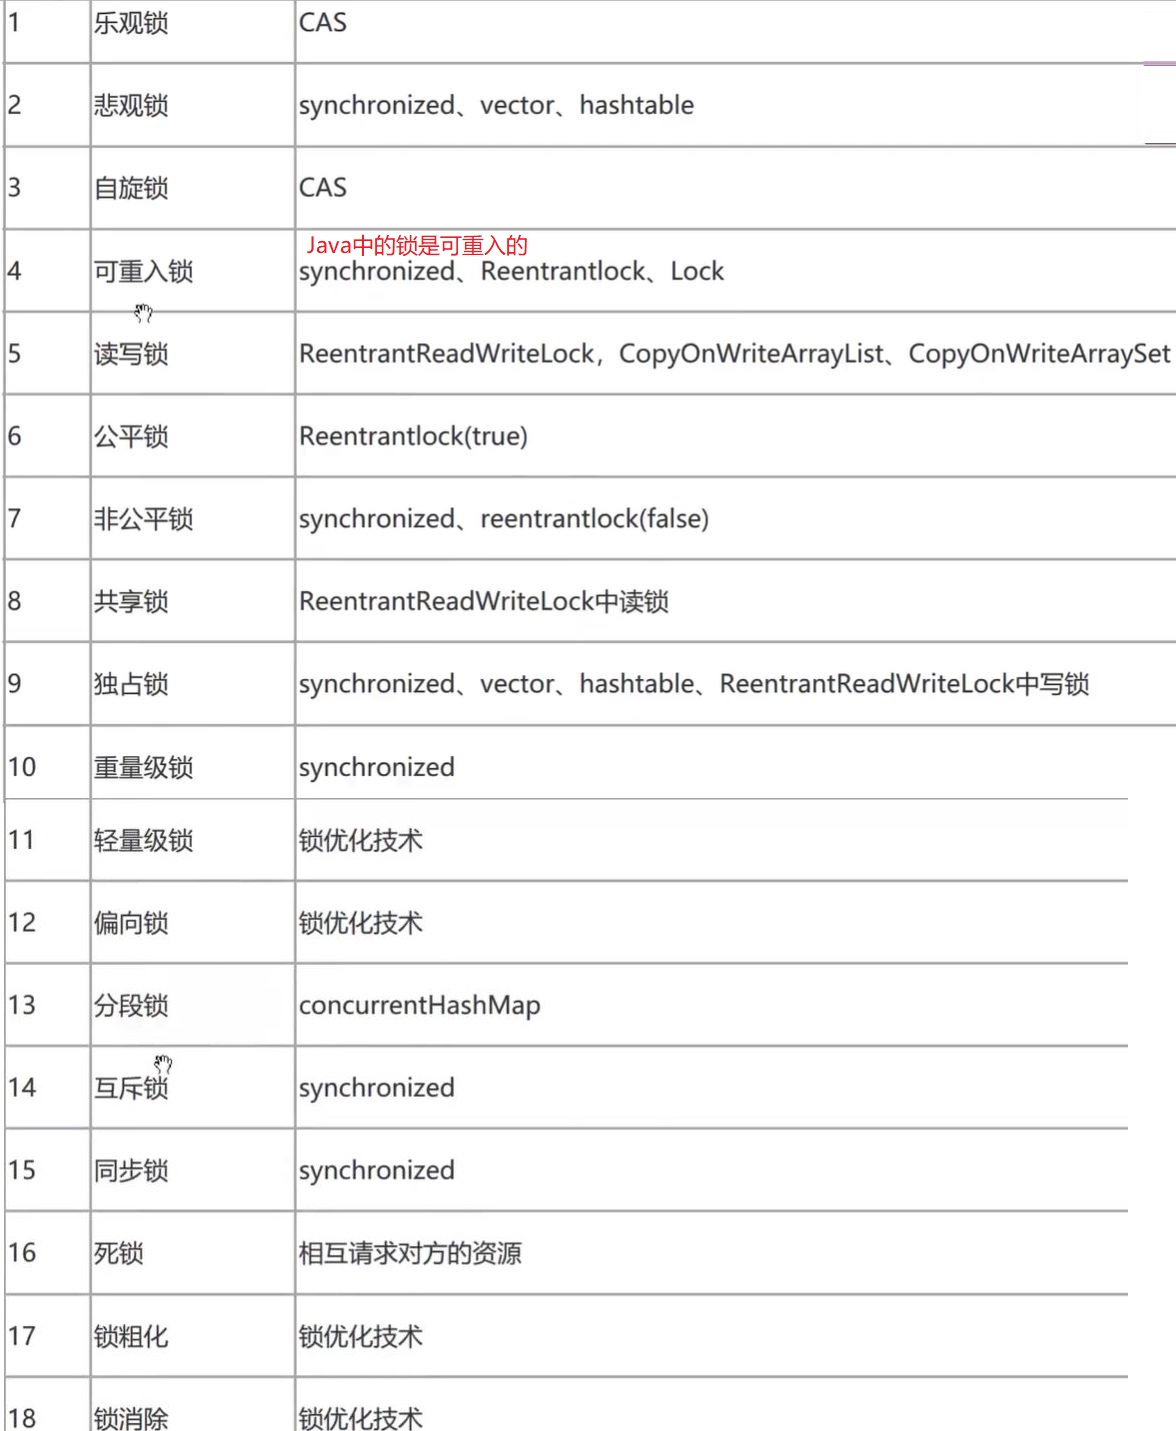 1 乐观锁 CAS
2 悲观锁 synchronized、vector、hashtable
3 自旋锁 CAS
Java中的锁是可重入的
4 可重入锁 synchronized、Reentrantlock、Lock
5 读写锁 ReentrantReadWriteLock，CopyOnWriteArrayList、CopyOnWriteArraySet
6 公平锁 Reentrantlock(true)
7 非公平锁 synchronized、reentrantlock(false)
8 共享锁 ReentrantReadWriteLock中读锁
9 独占锁 synchronized、vector、hashtable、ReentrantReadWriteLock中写锁
10 重量级锁 synchronized
11 轻量级锁 锁优化技术
12 偏向锁 锁优化技术
13 分段锁 concurrentHashMap
14 互斥锁 synchronized
15 同步锁 synchronized
16 死锁 相互请求对方的资源
17 锁粗化 锁优化技术
18 锁消除 锁优化技术